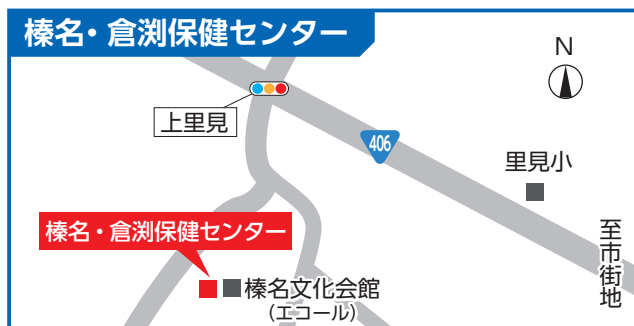 榛名・倉渕保健センター
N
上里見
406
里見小
至市街地
榛名・倉渕保健センター
榛名文化会館
(エコール)